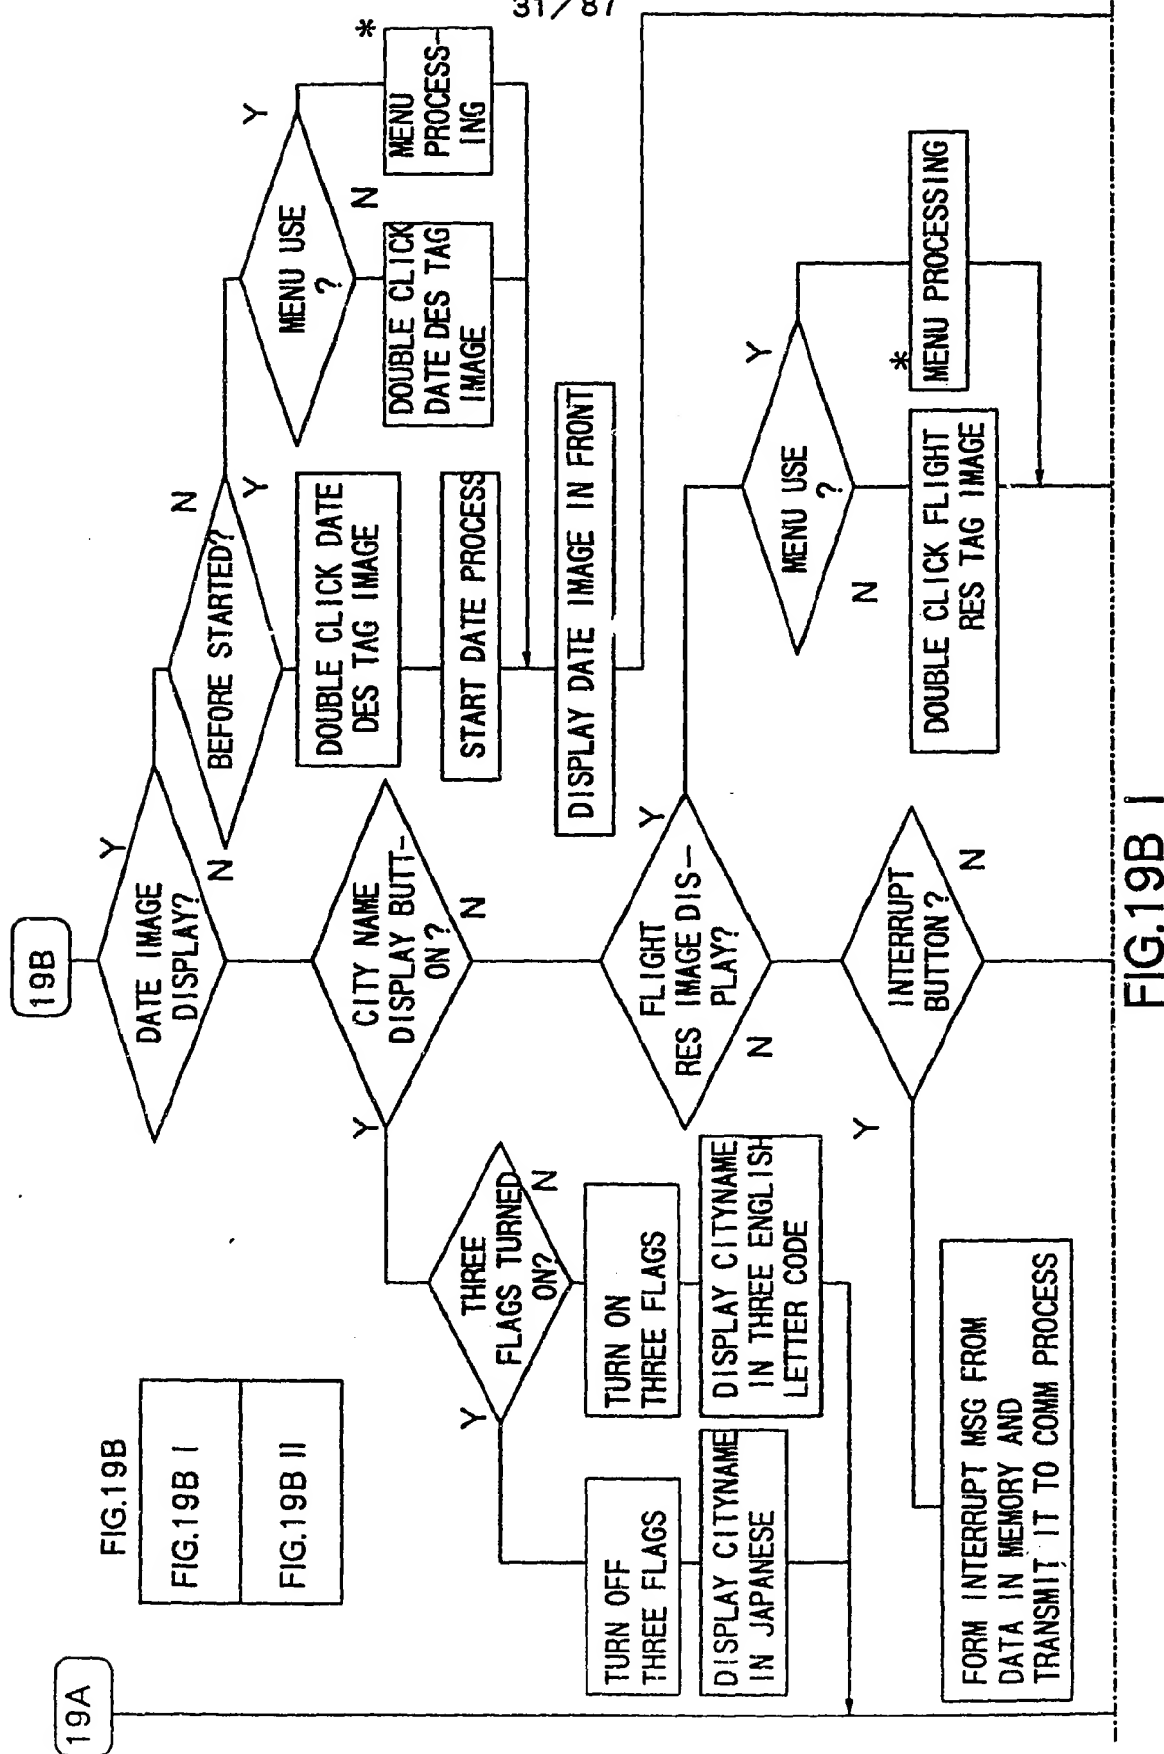 31/87
FIG.19B
FIG.19B I
FIG.19B II
19A
19B
DATE IMAGE
DISPLAY?
Y
N
BEFORE STARTED?
N
Y
MENU USE
?
Y
N
*
MENU
PROCESS-
ING
DOUBLE CLICK
DATE DES TAG
IMAGE
DOUBLE CLICK DATE
DES TAG IMAGE
START DATE PROCESS
DISPLAY DATE IMAGE IN FRONT
CITY NAME
DISPLAY BUTT-
ON?
Y
N
THREE
FLAGS TURNED
ON?
Y
N
TURN OFF
THREE FLAGS
TURN ON
THREE FLAGS
DISPLAY CITYNAME
IN JAPANESE
DISPLAY CITYNAME
IN THREE ENGLISH
LETTER CODE
FLIGHT
RES IMAGE DIS-
PLAY?
Y
N
MENU USE
?
Y
N
*
MENU PROCESSING
DOUBLE CLICK FLIGHT
RES TAG IMAGE
INTERRUPT
BUTTON?
Y
N
FORM INTERRUPT MSG FROM
DATA IN MEMORY AND
TRANSMIT IT TO COMM PROCESS
FIG.19B I